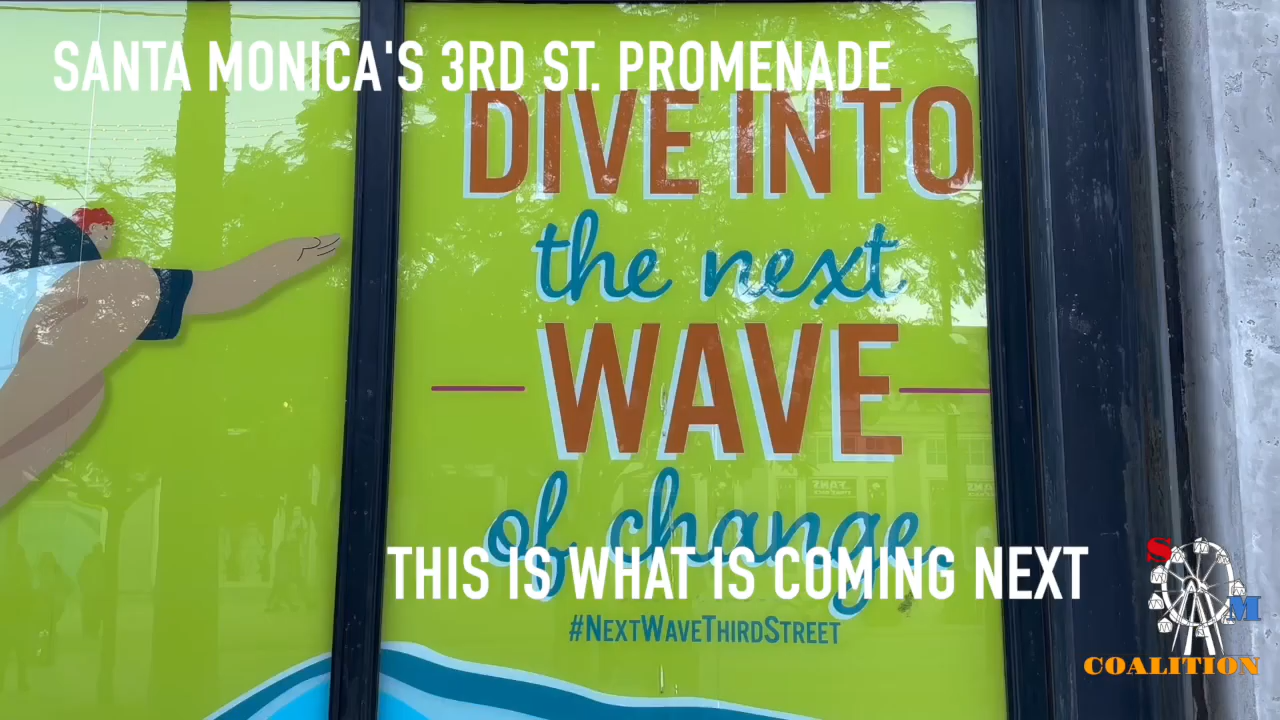 SANTA MONICA'S 3RD ST. PROMENADE
DIVE INTO
the next
WAVE
of change
THIS IS WHAT IS COMING NEXT
#NEXTWAVETHIRDSTREET
S
M
COALITION